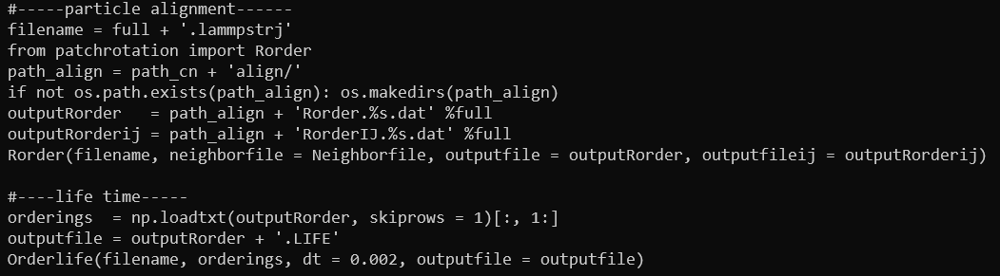 #-----particle alignment------
filename = full + '.lammpstrj'
from patchrotation import Rorder
path_align = path_cn + 'align/'
if not os.path.exists(path_align): os.makedirs(path_align)
outputRorder   = path_align + 'Rorder.%s.dat' %full
outputRorderij = path_align + 'RorderIJ.%s.dat' %full
Rorder(filename, neighborfile = Neighborfile, outputfile = outputRorder, outputfileij = outputRorderij)

#----life time-----
orderings  = np.loadtxt(outputRorder, skiprows = 1)[:, 1:]
outputfile = outputRorder + '.LIFE'
Orderlife(filename, orderings, dt = 0.002, outputfile = outputfile)